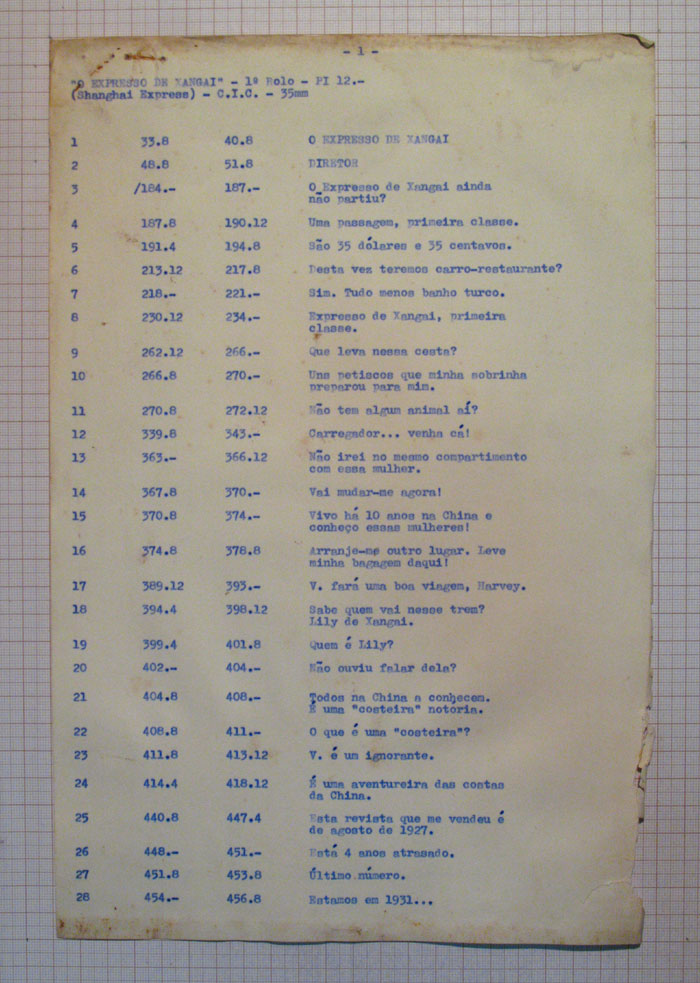 - 1 -
"O EXPRESSO DE XANGAI" - 1º Rolo - PI 12.-
(Shanghai Express) - C.I.C. - 35mm
1 33.8 40.8 O EXPRESSO DE XANGAI
2 48.8 51.8 DIRETOR
3 /184.- 187.- O Expresso de Xangai ainda
não partiu?
4 187.8 190.12 Uma passagem, primeira classe.
5 191.4 194.8 São 35 dólares e 35 centavos.
6 213.12 217.8 Desta vez teremos carro-restaurante?
7 218.- 221.- Sim. Tudo menos banho turco.
8 230.12 234.- Expresso de Xangai, primeira
classe.
9 262.12 266.- Que leva nessa cesta?
10 266.8 270.- Uns petiscos que minha sobrinha
preparou para mim.
11 270.8 272.12 Não tem algum animal aí?
12 339.8 343.- Carregador... venha cá!
13 363.- 366.12 Não irei no mesmo compartimento
com essa mulher.
14 367.8 370.- Vai mudar-me agora!
15 370.8 374.- Vivo há 10 anos na China e
conheço essas mulheres!
16 374.8 378.8 Arranje-me outro lugar. Leve
minha bagagem daqui!
17 389.12 393.- V. fará uma boa viagem, Harvey.
18 394.4 398.12 Sabe quem vai nesse trem?
Lily de Xangai.
19 399.4 401.8 Quem é Lily?
20 402.- 404.- Não ouviu falar dela?
21 404.8 408.- Todos na China a conhecem.
É uma "costeira" notoria.
22 408.8 411.- O que é uma "costeira"?
23 411.8 413.12 V. é um ignorante.
24 414.4 418.12 É uma aventureira das costas
da China.
25 440.8 447.4 Esta revista que me vendeu é
de agosto de 1927.
26 448.- 451.- Está 4 anos atrasado.
27 451.8 453.8 Último número.
28 454.- 456.8 Estamos em 1931...